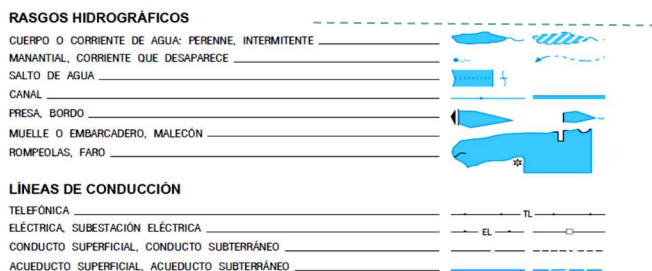 RASGOS HIDROGRÁFICOS
CUERPO O CORRIENTE DE AGUA: PERENNE, INTERMITENTE
MANANTIAL, CORRIENTE QUE DESAPARECE
SALTO DE AGUA
CANAL
PRESA, BORDO
MUELLE O EMBARCADERO, MALECÓN
ROMPEOLAS, FARO
LÍNEAS DE CONDUCCIÓN
TELEFÓNICA TL
ELÉCTRICA, SUBESTACIÓN ELÉCTRICA EL
CONDUCTO SUPERFICIAL, CONDUCTO SUBTERRÁNEO
ACUEDUCTO SUPERFICIAL, ACUEDUCTO SUBTERRÁNEO